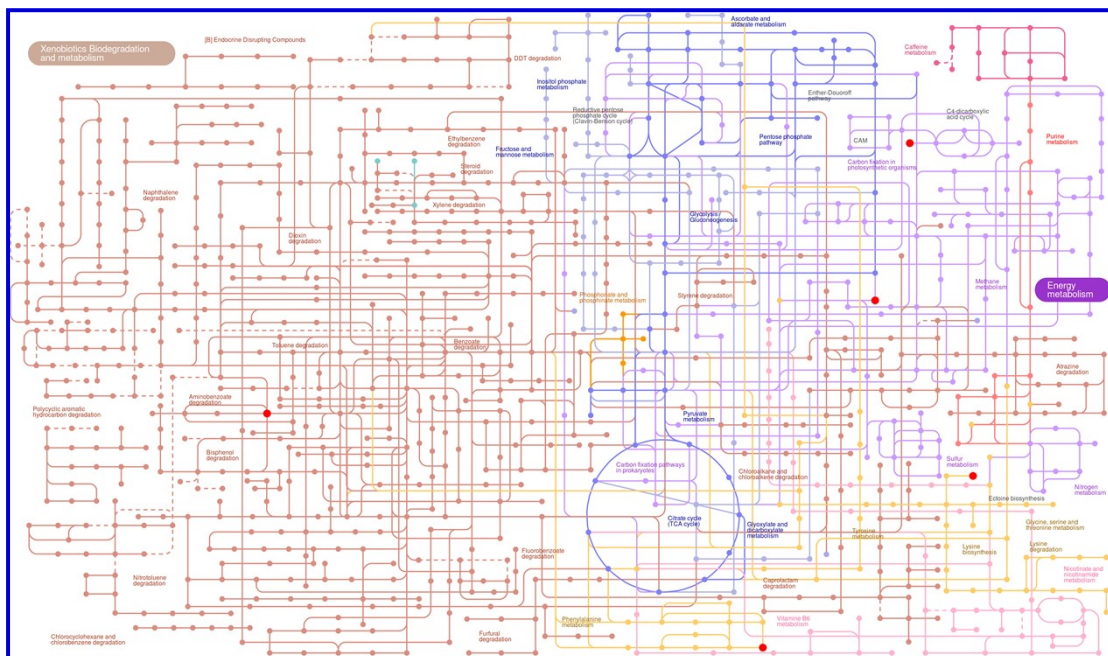 Xenobiotics Biodegradation
and metabolism
[B] Endocrine Disrupting Compounds
DDT degradation
Ascorbate and
aldarate metabolism
Caffeine
metabolism
Inositol phosphate
metabolism
Enther-Douoroff
pathway
Reductive pentose
phosphate cycle
(Clavin-Benson cycle)
C4-dicarboxylic
acid cycle
Ethylbenzene
degradation
Pentose phosphate
pathway
CAM
Purine
metabolism
Fructose and
mannose metabolism
Carbon fixation in
photosynthetic organisms
Steroid
degradation
Naphthalene
degradation
Xylene degradation
Glycolysis
Gluconeogenesis
Dioxin
degradation
Methane
metabolism
Energy
metabolism
Phosphonate and
phosphinate metabolism
Styrene degradation
Toluene degradation
Benzoate
degradation
Atrazine
degradation
Aminobenzoate
degradation
Polycyclic aromatic
hydrocarbon degradation
Pyruvate
metabolism
Bisphenol
degradation
Carbon fixation pathways
in prokaryotes
Chloroalkane and
chloroalkene degradation
Sulfur
metabolism
Nitrogen
metabolism
Ectoine biosynthesis
Citrate cycle
(TCA cycle)
Glyoxylate and
dicarboxylate
metabolism
Tyrosine
metabolism
Glycine, serine and
threonine metabolism
Lysine
biosynthesis
Lysine
degradation
Fluorobenzoate
degradation
Nitrotoluene
degradation
Caprolactam
degradation
Nicotinate and
nicotinamide
metabolism
Phenylalanine
metabolism
Vitamine B6
metabolism
Chlorocyclohexane and
chlorobenzene degradation
Furfural
degradation